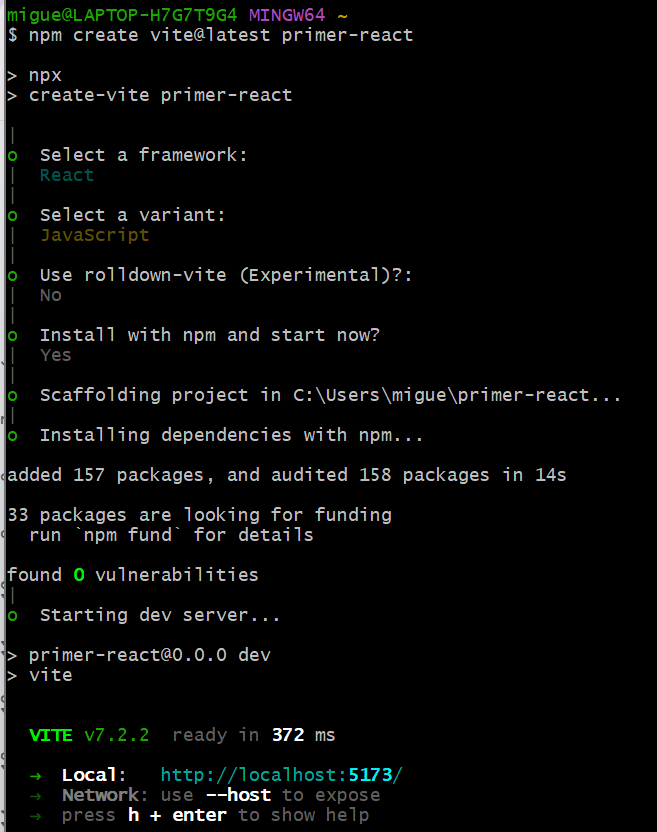 migue@LAPTOP-H7G7T9G4 MINGW64 ~
$ npm create vite@latest primer-react
> npx
> create-vite primer-react
|
o  Select a framework:
|  React
|
o  Select a variant:
|  JavaScript
|
o  Use rolldown-vite (Experimental)?:
|  No
|
o  Install with npm and start now?
|  Yes
|
o  Scaffolding project in C:\Users\migue\primer-react...
|
o  Installing dependencies with npm...
added 157 packages, and audited 158 packages in 14s
33 packages are looking for funding
  run `npm fund` for details
found 0 vulnerabilities
|
o  Starting dev server...
> primer-react@0.0.0 dev
> vite
  VITE v7.2.2  ready in 372 ms
  →  Local:   http://localhost:5173/
  →  Network: use --host to expose
  →  press h + enter to show help